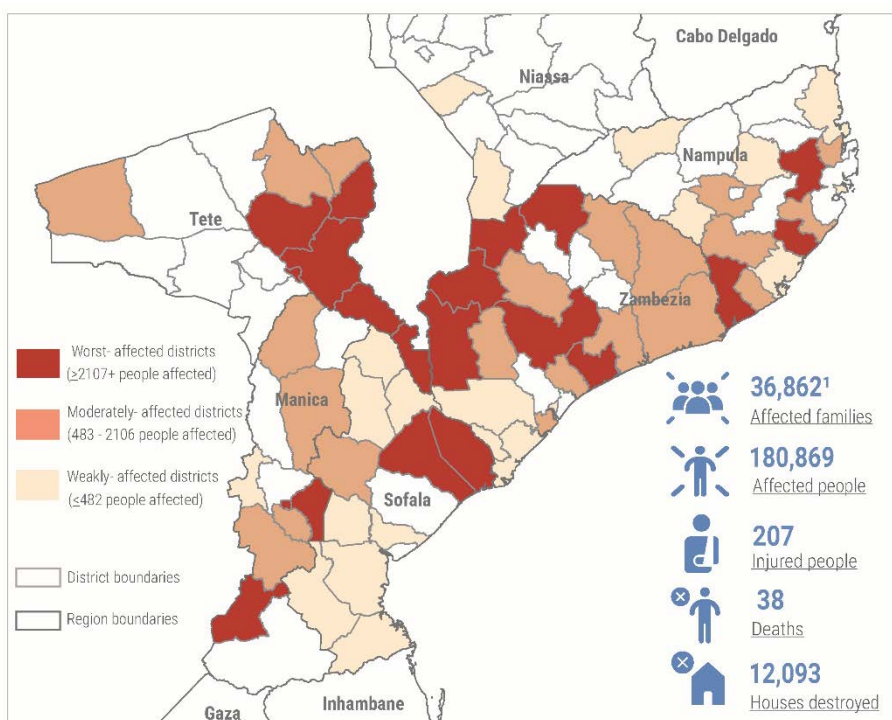 Cabo Delgado
Niassa
Nampula
Tete
Zambézia
Worst- affected districts
(≥2107+ people affected)
Manica
Moderately- affected districts
(483 - 2106 people affected)
Weakly- affected districts
(≤482 people affected)
Sofala
District boundaries
Region boundaries
Gaza
Inhambane
36,862¹
Affected families
180,869
Affected people
207
Injured people
38
Deaths
12,093
Houses destroyed